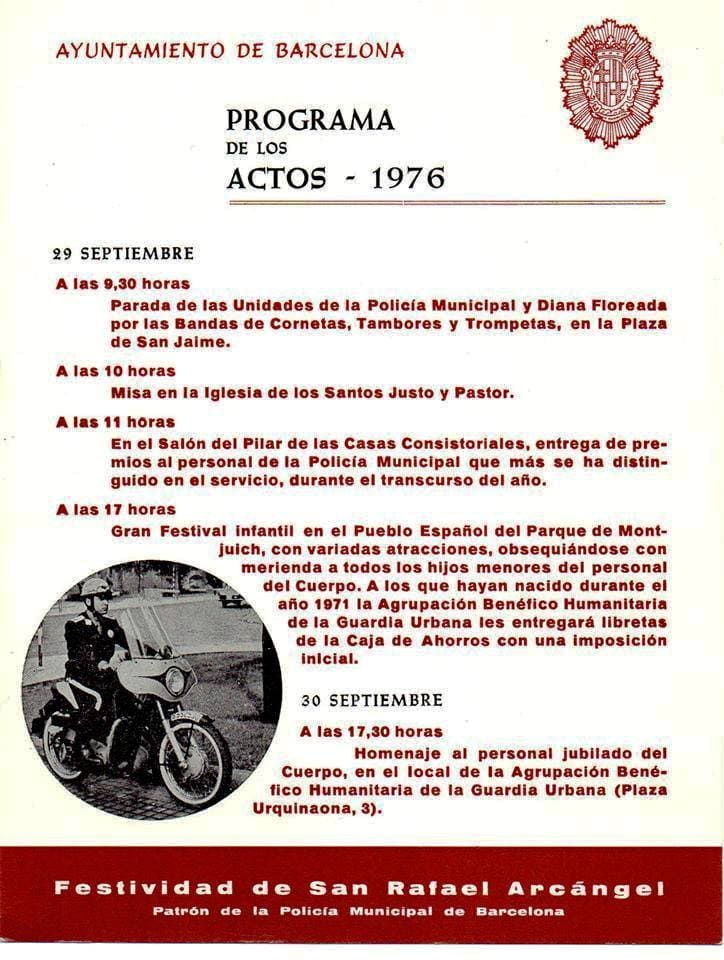 AYUNTAMIENTO DE BARCELONA
PROGRAMA
DE LOS
ACTOS - 1976
29 SEPTIEMBRE
A las 9,30 horas
Parada de las Unidades de la Policía Municipal y Diana Floreada
por las Bandas de Cornetas, Tambores y Trompetas, en la Plaza
de San Jaime.
A las 10 horas
Misa en la Iglesia de los Santos Justo y Pastor.
A las 11 horas
En el Salón del Pilar de las Casas Consistoriales, entrega de pre-
mios al personal de la Policía Municipal que más se ha distin-
guido en el servicio, durante el transcurso del año.
A las 17 horas
Gran Festival infantil en el Pueblo Español del Parque de Mont-
juich, con variadas atracciones, obsequiándose con
merienda a todos los hijos menores del personal
del Cuerpo. A los que hayan nacido durante el
año 1971 la Agrupación Benéfico Humanitaria
de la Guardia Urbana les entregará libretas
de la Caja de Ahorros con una imposición
inicial.
30 SEPTIEMBRE
A las 17,30 horas
Homenaje al personal jubilado del
Cuerpo, en el local de la Agrupación Bené-
fico Humanitaria de la Guardia Urbana (Plaza
Urquinaona, 3).
Festividad de San Rafael Arcángel
Patrón de la Policía Municipal de Barcelona